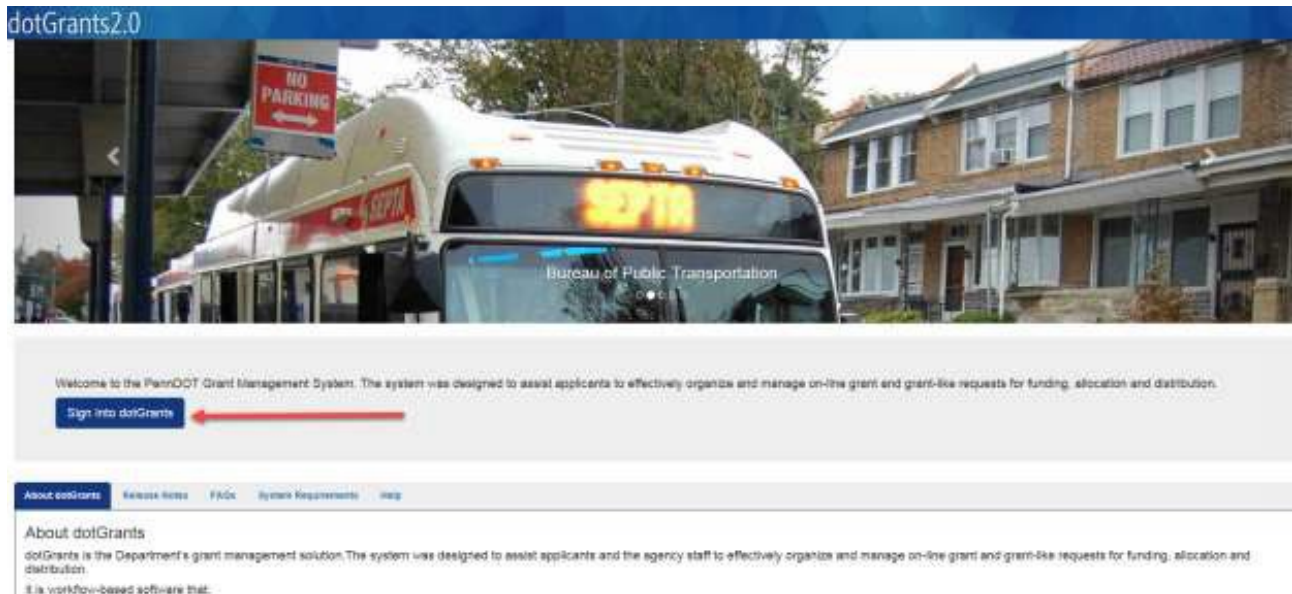 dotGrants2.0
NO
PARKING
SEPTA
SEPTA
Bureau of Public Transportation
Welcome to the PennDOT Grant Management System. The system was designed to assist applicants to effectively organize and manage on-line grant and grant-like requests for funding, allocation and distribution.
Sign into dotGrants
About dotGrants Release Notes FAQs System Requirements Help
About dotGrants
dotGrants is the Department's grant management solution.The system was designed to assist applicants and the agency staff to effectively organize and manage on-line grant and grant-like requests for funding, allocation and
distribution.
It is workflow-based software that: